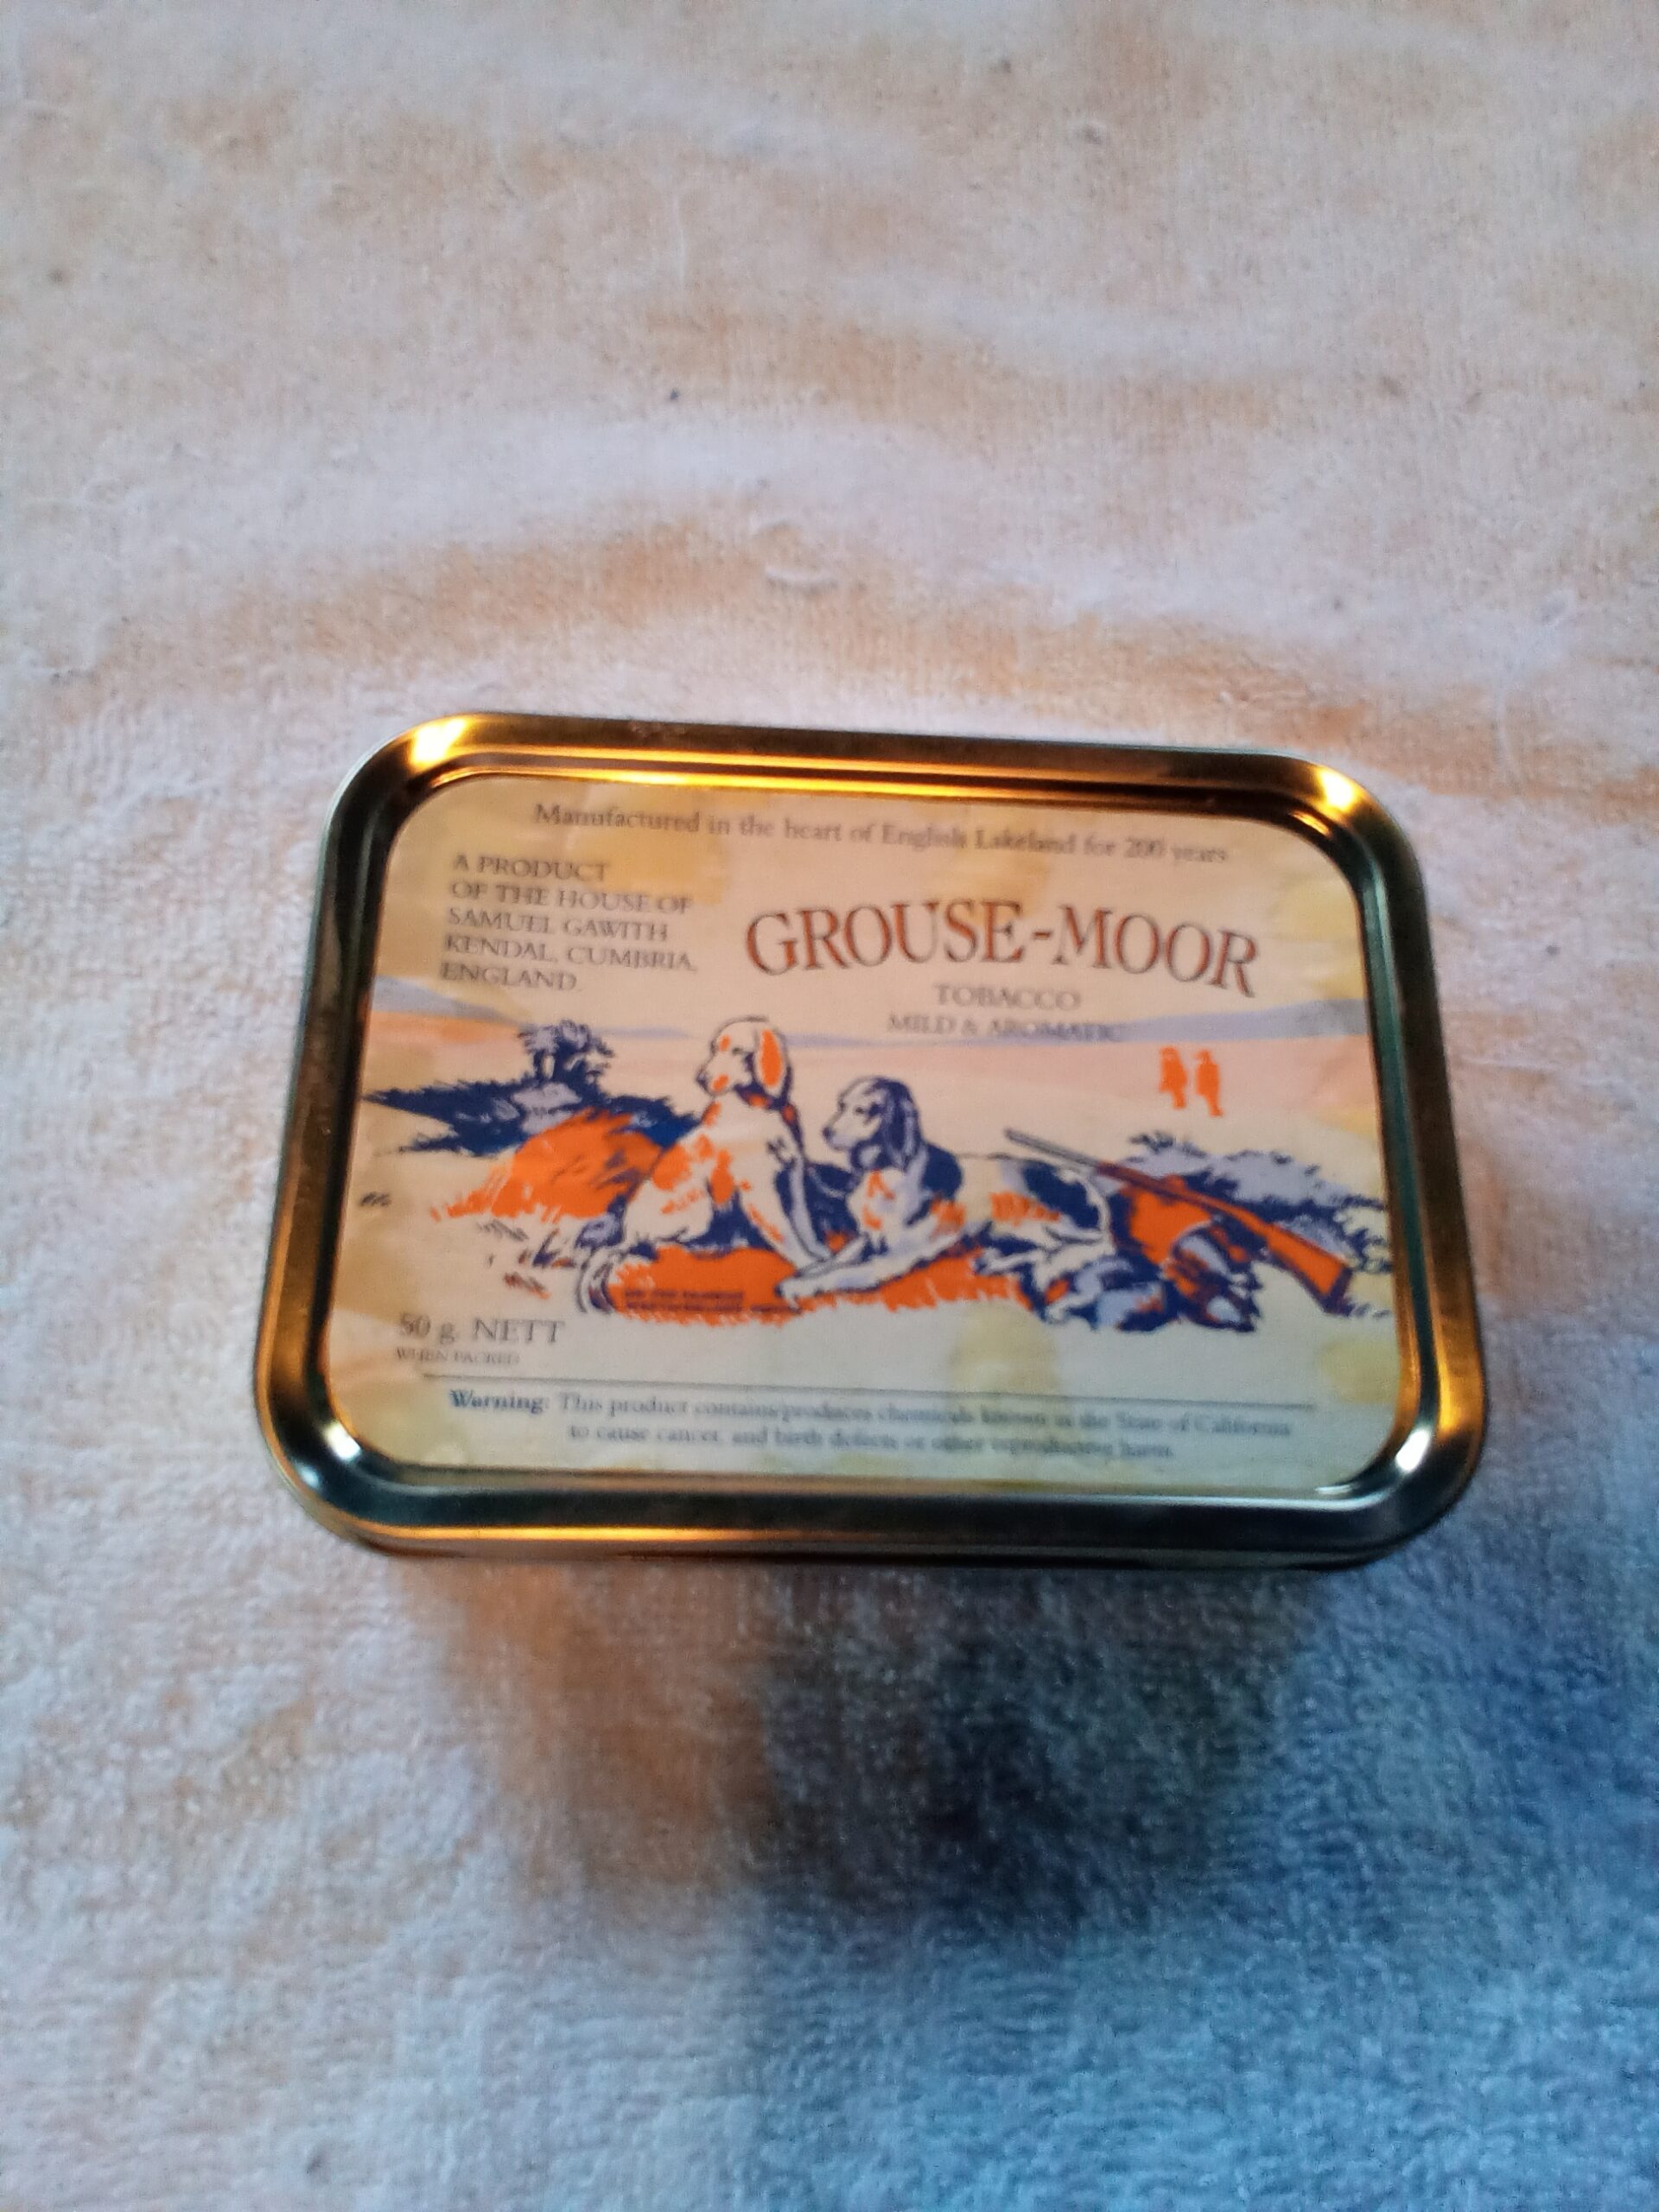 Manufactured in the heart of English Lakeland for 200 years
A PRODUCT
OF THE HOUSE OF
SAMUEL GAWITH
KENDAL, CUMBRIA,
ENGLAND
GROUSE-MOOR
TOBACCO
MILD & AROMATIC
50 g. NETT
WHEN PACKED
Warning: This product contains/produces chemicals known to the State of California
to cause cancer, and birth defects or other reproductive harm.